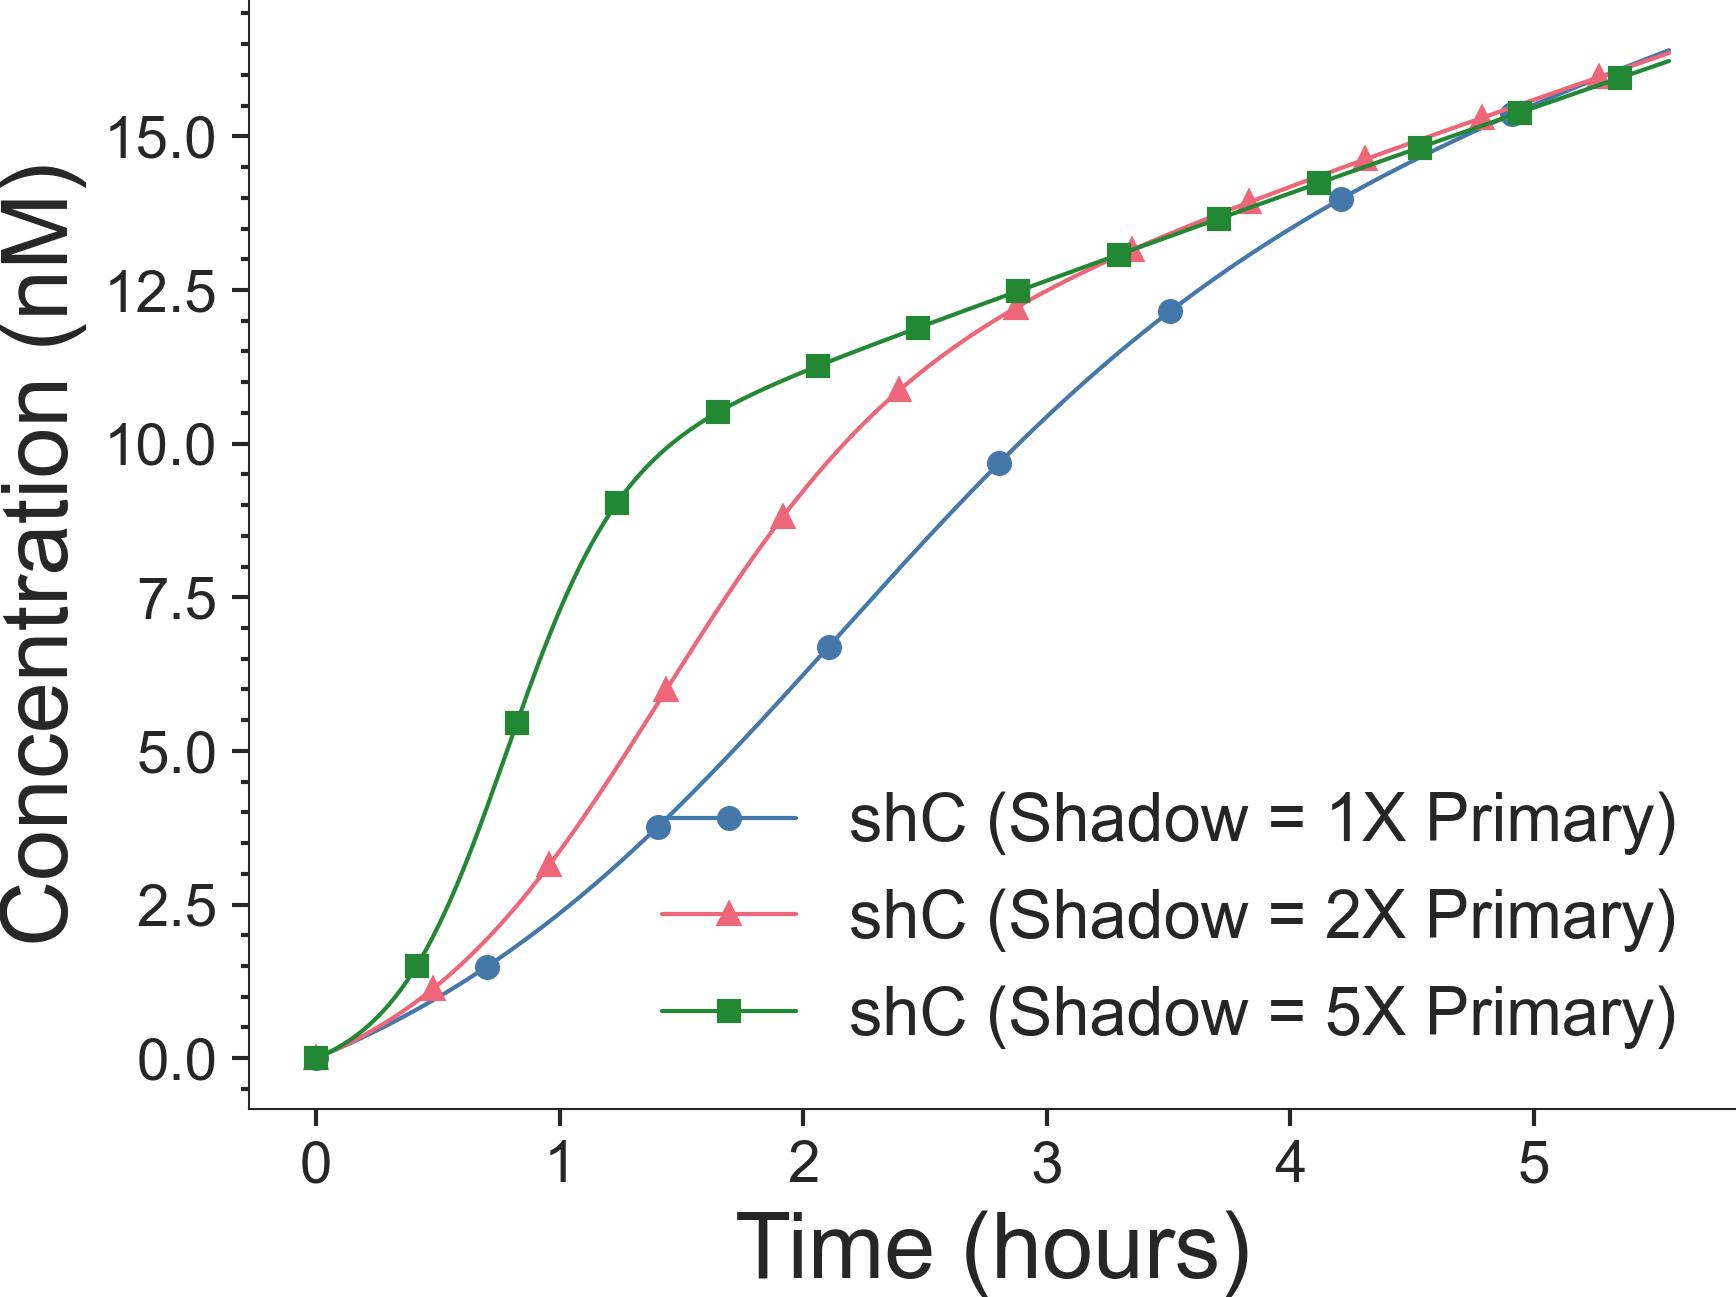 Concentration (nM)
15.0
12.5
10.0
7.5
5.0
2.5
0.0
shC (Shadow = 1X Primary)
shC (Shadow = 2X Primary)
shC (Shadow = 5X Primary)
0 1 2 3 4 5
Time (hours)